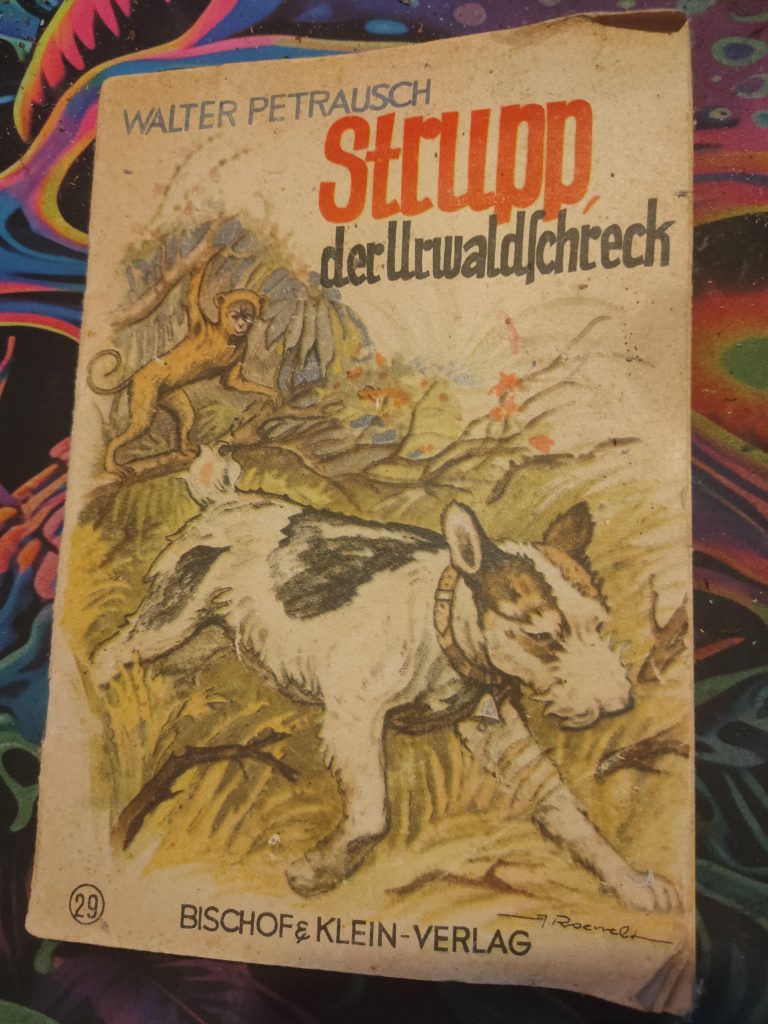 WALTER PETRAUSCH
Strupp,
der Urwaldſchreck
29
BISCHOF & KLEIN-VERLAG